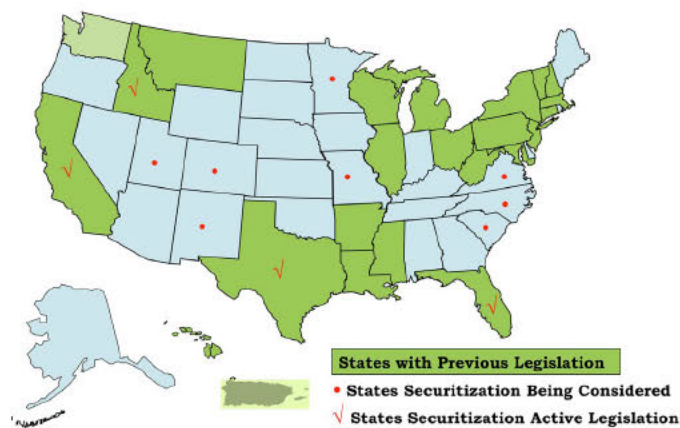 States with Previous Legislation
States Securitization Being Considered
√ States Securitization Active Legislation